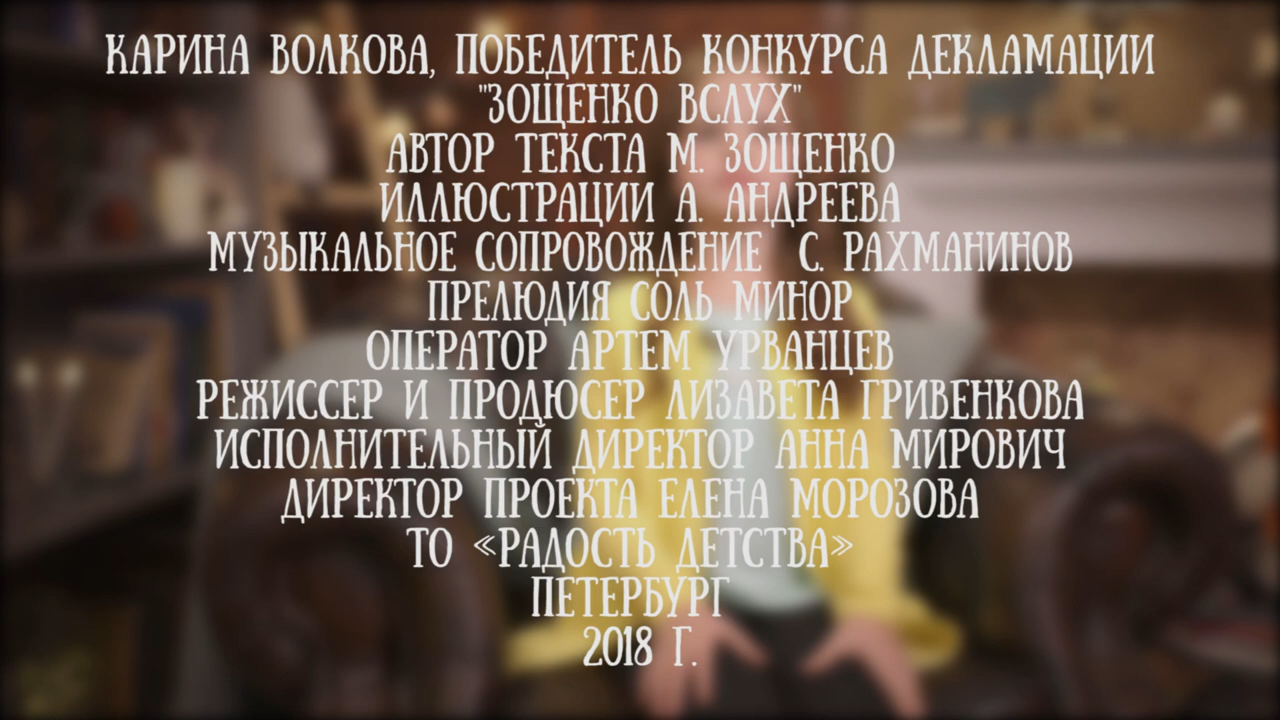 КАРИНА ВОЛКОВА, ПОБЕДИТЕЛЬ КОНКУРСА ДЕКЛАМАЦИИ
"ЗОЩЕНКО ВСЛУХ"
АВТОР ТЕКСТА М. ЗОЩЕНКО
ИЛЛЮСТРАЦИИ А. АНДРЕЕВА
МУЗЫКАЛЬНОЕ СОПРОВОЖДЕНИЕ С. РАХМАНИНОВ
ПРЕЛЮДИЯ СОЛЬ МИНОР
ОПЕРАТОР АРТЕМ УРВАНЦЕВ
РЕЖИССЕР И ПРОДЮСЕР ЛИЗАВЕТА ГРИВЕНКОВА
ИСПОЛНИТЕЛЬНЫЙ ДИРЕКТОР АННА МИРОВИЧ
ДИРЕКТОР ПРОЕКТА ЕЛЕНА МОРОЗОВА
ТО «РАДОСТЬ ДЕТСТВА»
ПЕТЕРБУРГ
2018 Г.